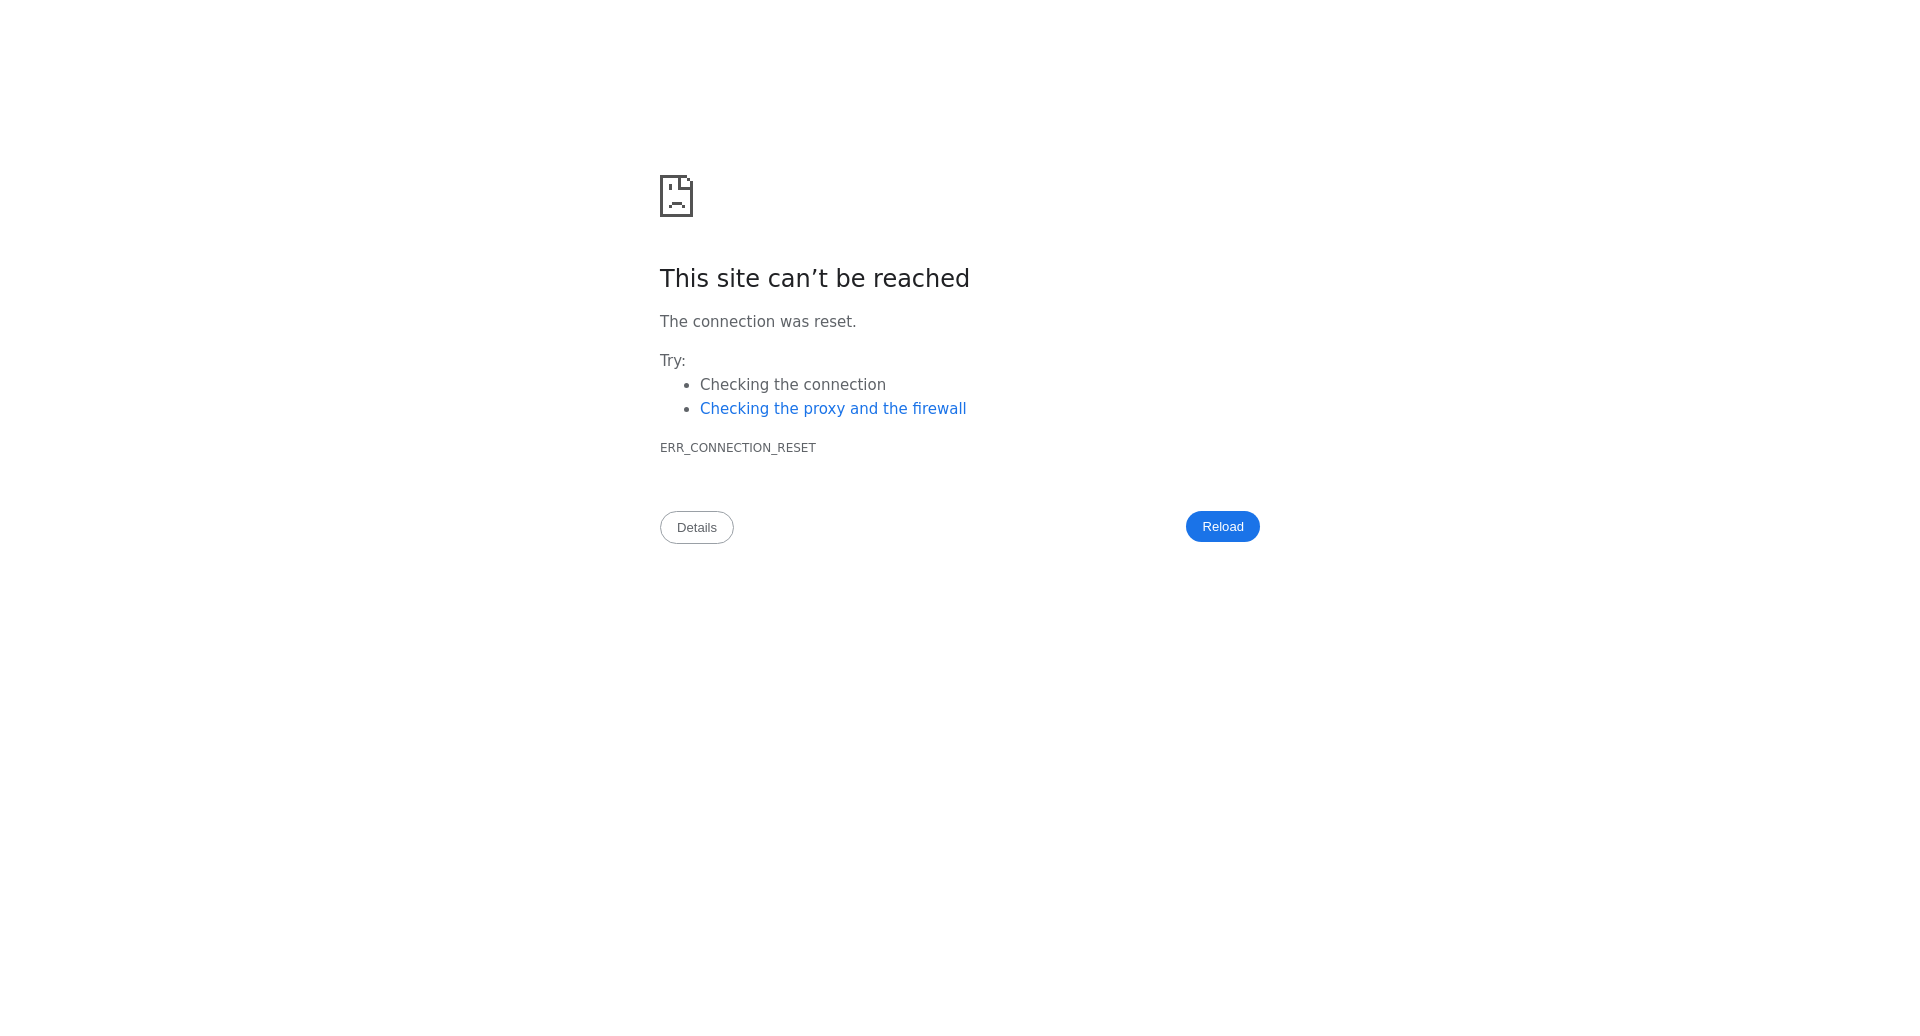 This site can’t be reached
The connection was reset.
Try:
Checking the connection
Checking the proxy and the firewall
ERR_CONNECTION_RESET
Details
Reload